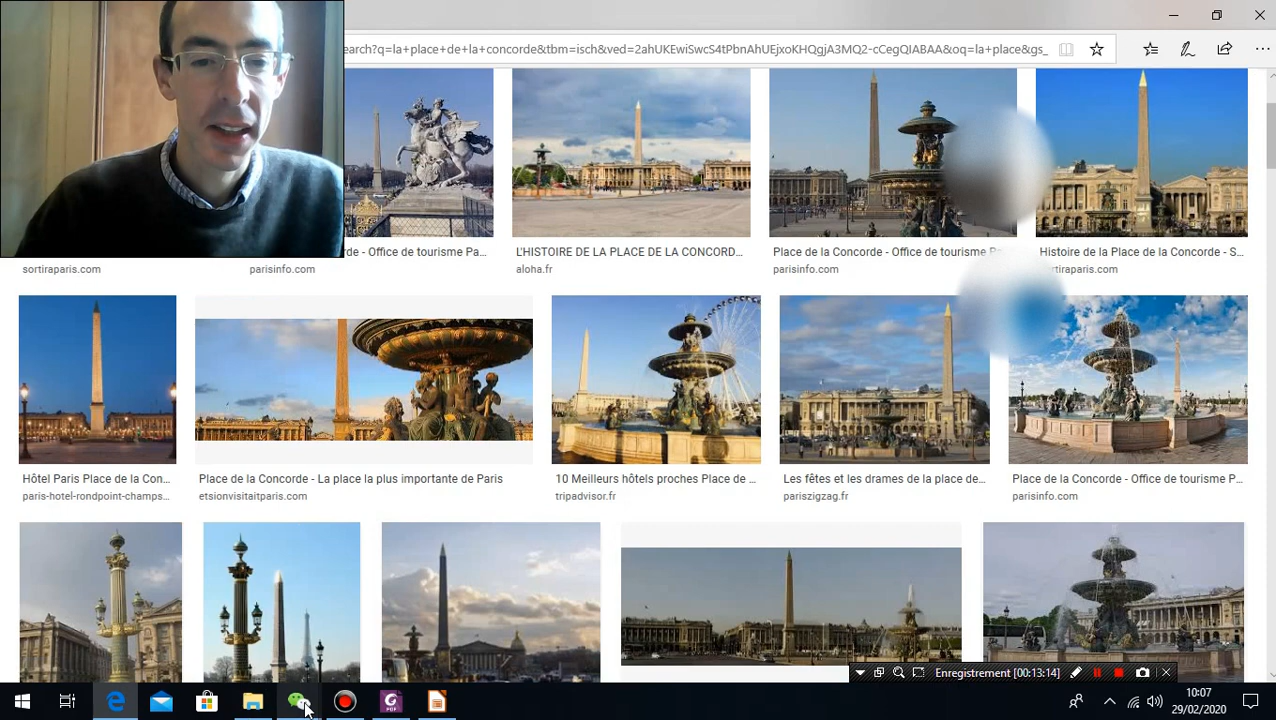 earch?q=la+place+de+la+concorde&tbm=isch&ved=2ahUKEwiSwcS4tPbnAhUEjxoKHQgjA3MQ2-cCegQIABAA&oq=la+place&gs_
de la Concorde - Office de tourisme Pa...
L'HISTOIRE DE LA PLACE DE LA CONCORD...
Place de la Concorde - Office de tourisme Pa...
Histoire de la Place de la Concorde - S...
sortiraparis.com
parisinfo.com
aloha.fr
parisinfo.com
sortiraparis.com
Hôtel Paris Place de la Con...
Place de la Concorde - La place la plus importante de Paris
10 Meilleurs hôtels proches Place de ...
Les fêtes et les drames de la place de...
Place de la Concorde - Office de tourisme P...
paris-hotel-rondpoint-champs...
etsionvisitaitparis.com
tripadvisor.fr
pariszigzag.fr
parisinfo.com
Enregistrement [00:13:14]
PDF
10:07
29/02/2020